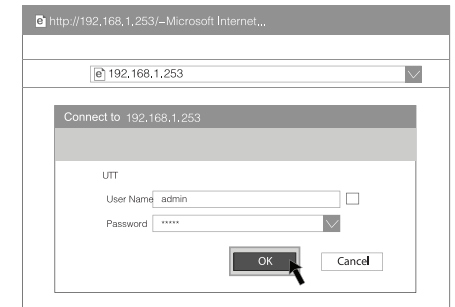 http://192.168.1.253/–Microsoft Internet...
192.168.1.253
Connect to 192.168.1.253
UTT
User Name admin
Password *****
OK Cancel